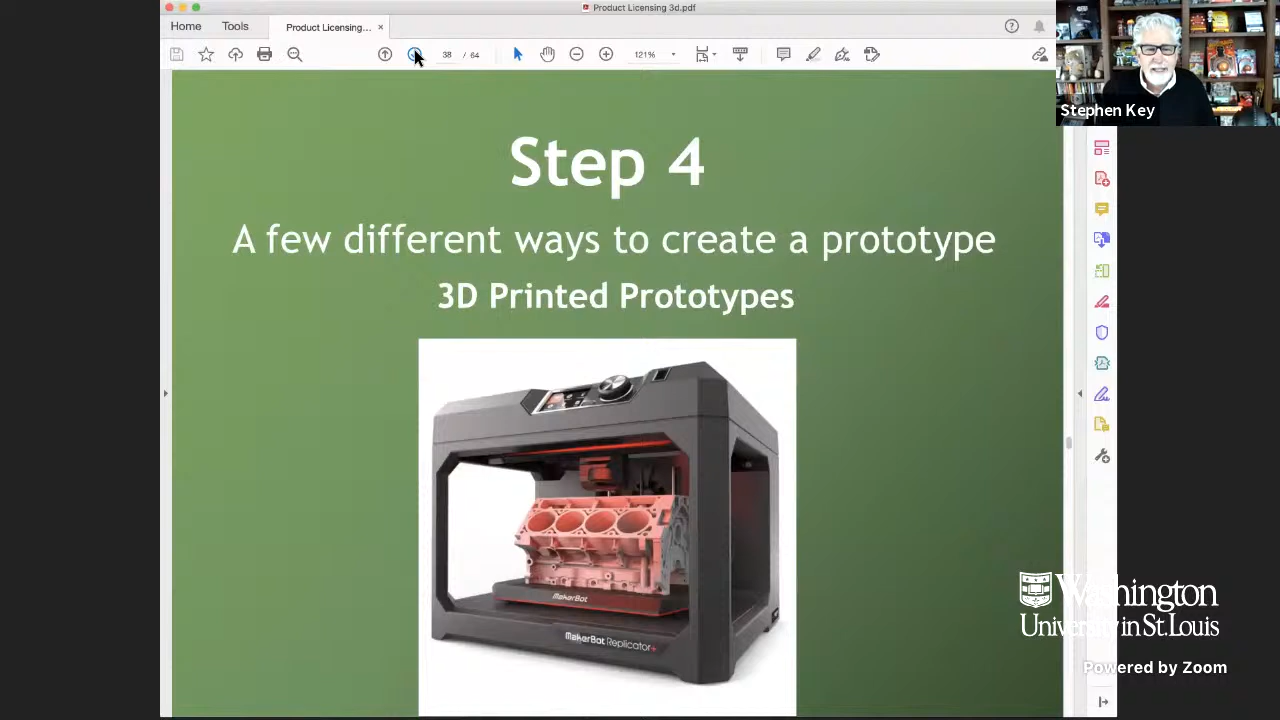 Product Licensing 3d.pdf
Home Tools Product Licensing... ×
38 / 64 121%
Stephen Key
Step 4
A few different ways to create a prototype
3D Printed Prototypes
MakerBot
MakerBot Replicator+
Washington
University in St. Louis
Powered by Zoom